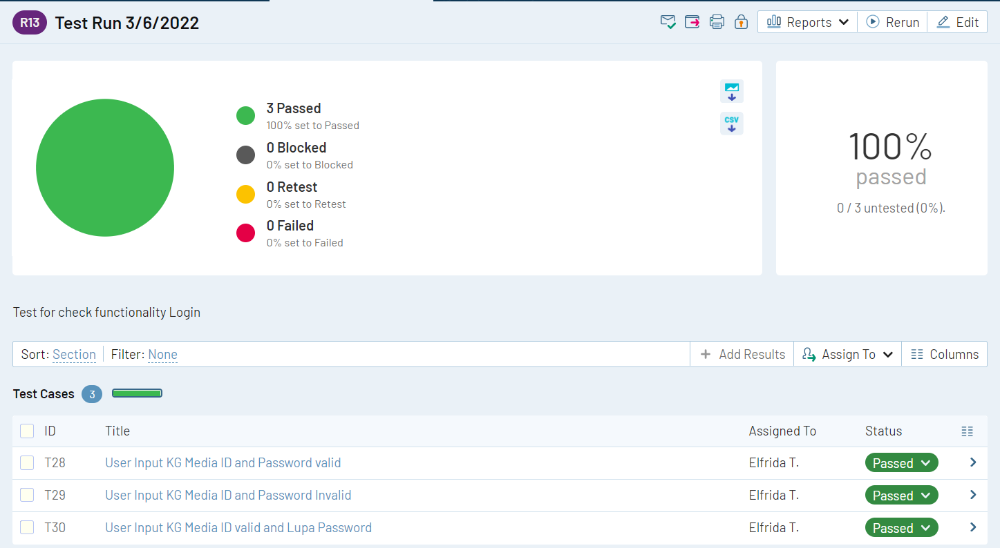 R13 Test Run 3/6/2022 Reports Rerun Edit
3 Passed
100% set to Passed
0 Blocked
0% set to Blocked
0 Retest
0% set to Retest
0 Failed
0% set to Failed
CSV
100%
passed
0 / 3 untested (0%).
Test for check functionality Login
Sort: Section Filter: None + Add Results Assign To Columns
Test Cases 3
ID Title Assigned To Status
T28 User Input KG Media ID and Password valid Elfrida T. Passed
T29 User Input KG Media ID and Password Invalid Elfrida T. Passed
T30 User Input KG Media ID valid and Lupa Password Elfrida T. Passed